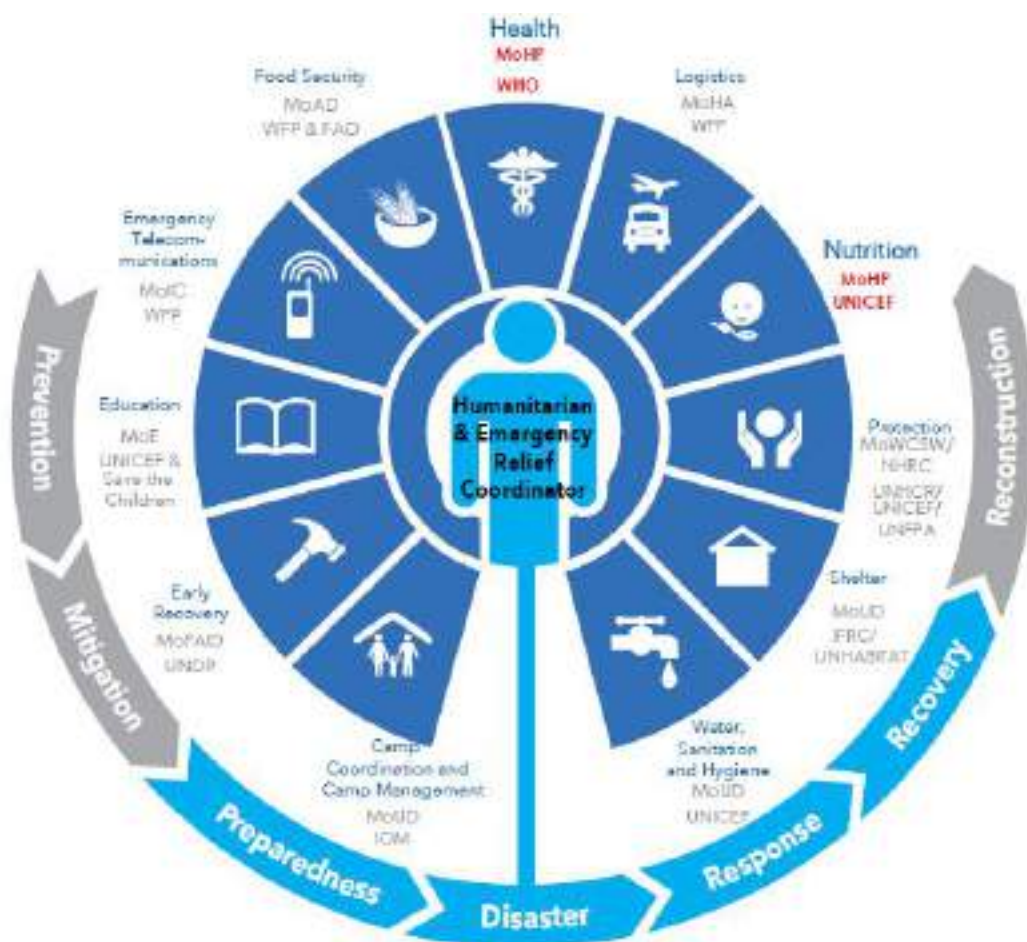 Health
MoHP
WHO
Food Security
MoAD
WFP & FAO
Logistics
MoHA
WFP
Emergency
Telecom-
munications
MoIC
WFP
Nutrition
MoHP
UNICEF
Education
MoE
UNICEF &
Save the
Children
Protection
MoWCSW/
NHRC
UNHCR/
UNICEF/
UNFPA
Early
Recovery
MoFALD
UNDP
Shelter
MoUD
IFRC/
UNHABITAT
Camp
Coordination and
Camp Management
MoUD
IOM
Water,
Sanitation
and Hygiene
MoUD
UNICEF
Humanitarian
& Emergency
Relief
Coordinator
Prevention
Mitigation
Preparedness
Disaster
Response
Recovery
Reconstruction